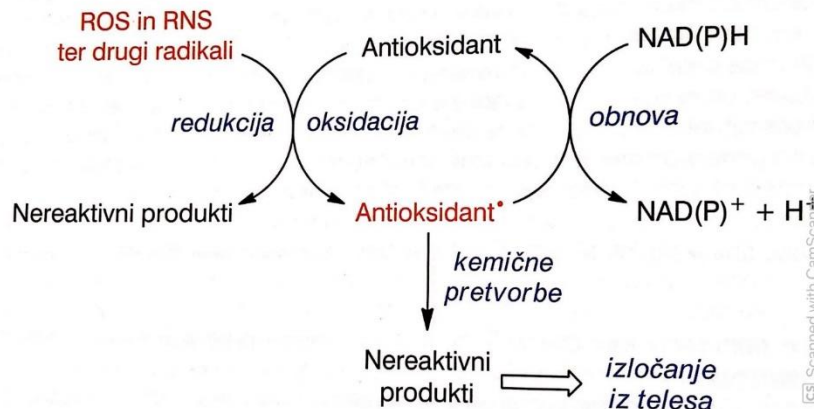 ROS in RNS
ter drugi radikali
Antioksidant
NAD(P)H
redukcija
oksidacija
obnova
Nereaktivni produkti
Antioksidant•
NAD(P)⁺ + H⁺
kemične
pretvorbe
Nereaktivni
produkti
izločanje
iz telesa
CS Scanned with CamScanner